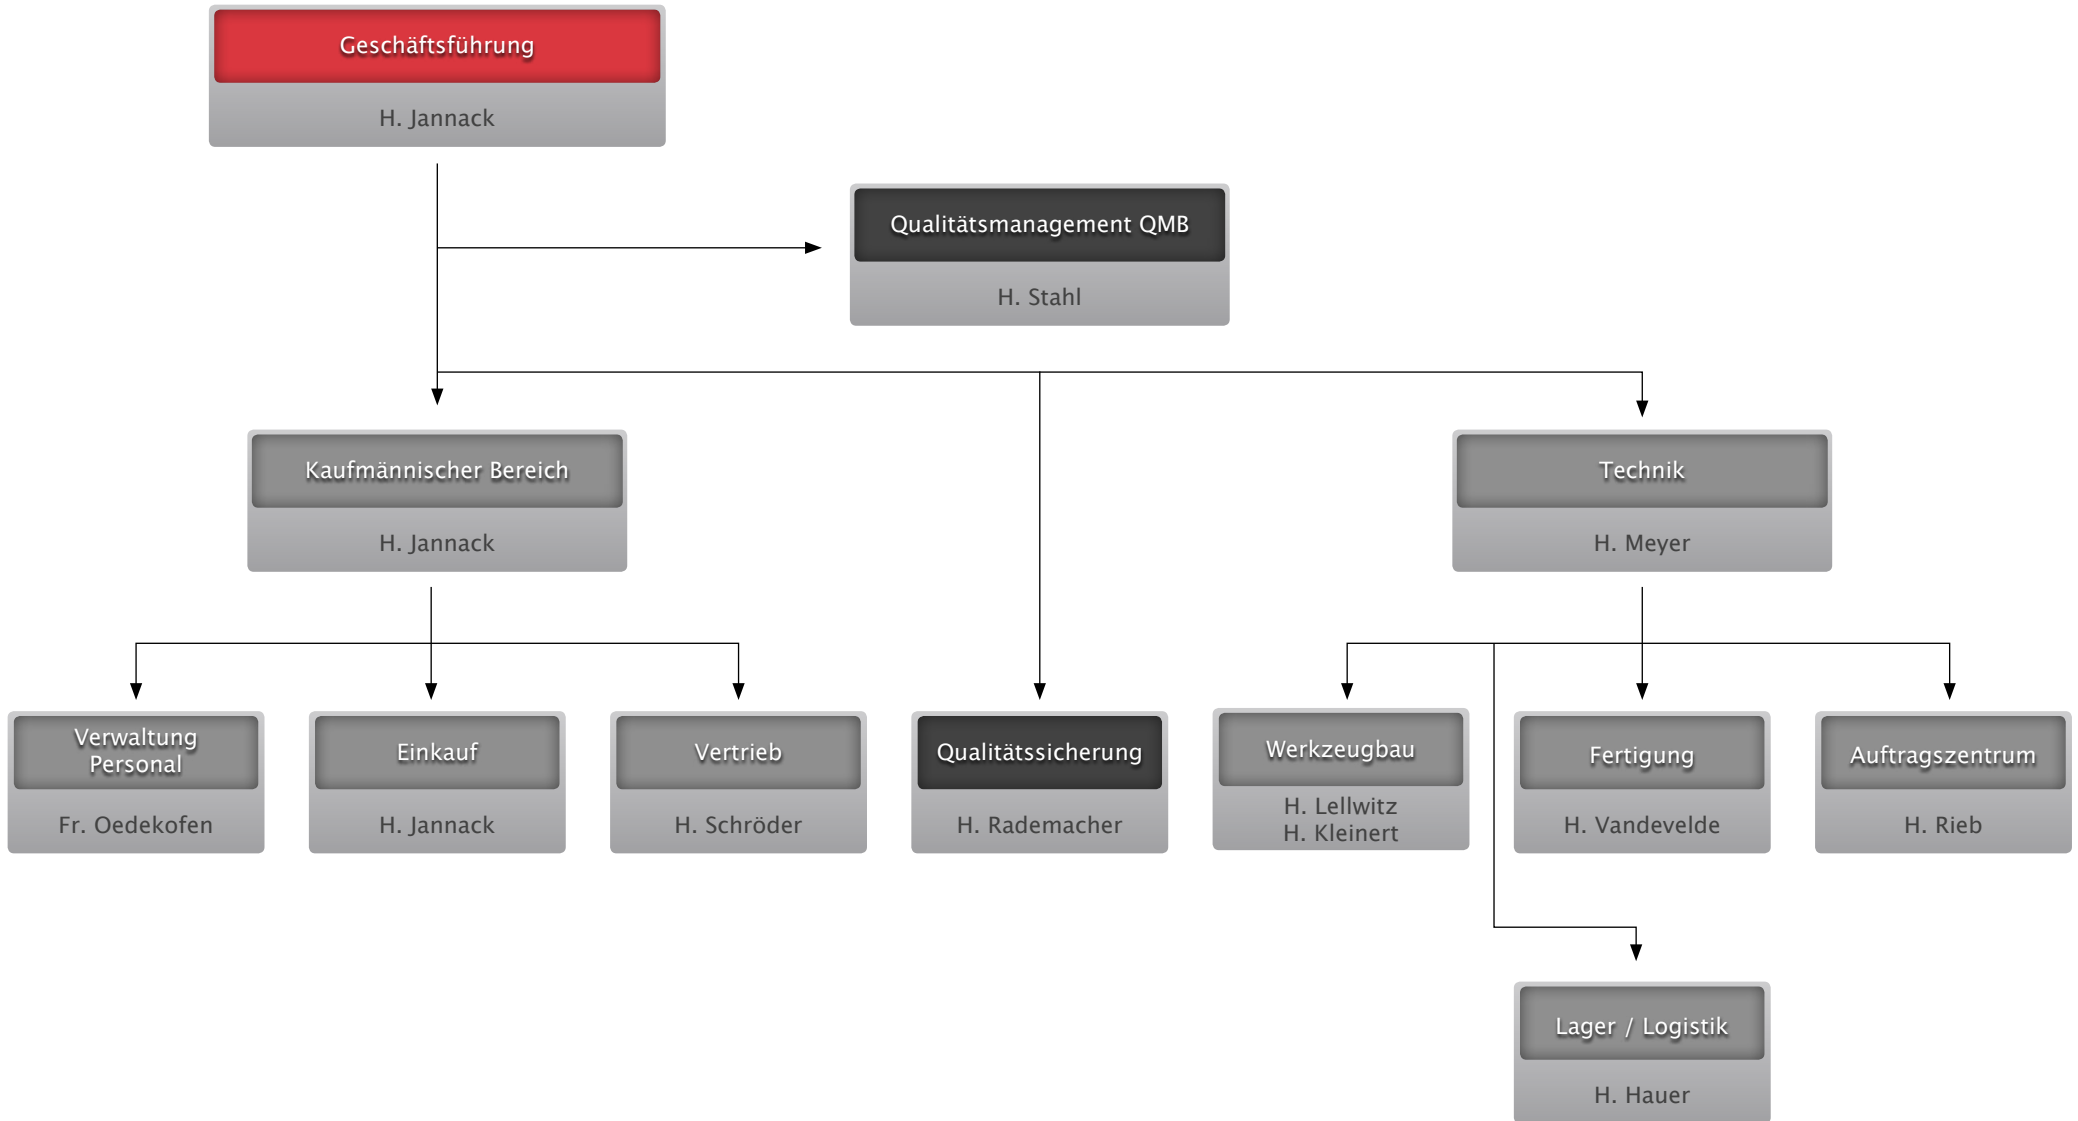 Geschäftsführung
H. Jannack
Qualitätsmanagement QMB
H. Stahl
Kaufmännischer Bereich
H. Jannack
Technik
H. Meyer
Verwaltung
Personal
Fr. Oedekofen
Einkauf
H. Jannack
Vertrieb
H. Schröder
Qualitätssicherung
H. Rademacher
Werkzeugbau
H. Lellwitz
H. Kleinert
Fertigung
H. Vandevelde
Auftragszentrum
H. Rieb
Lager / Logistik
H. Hauer